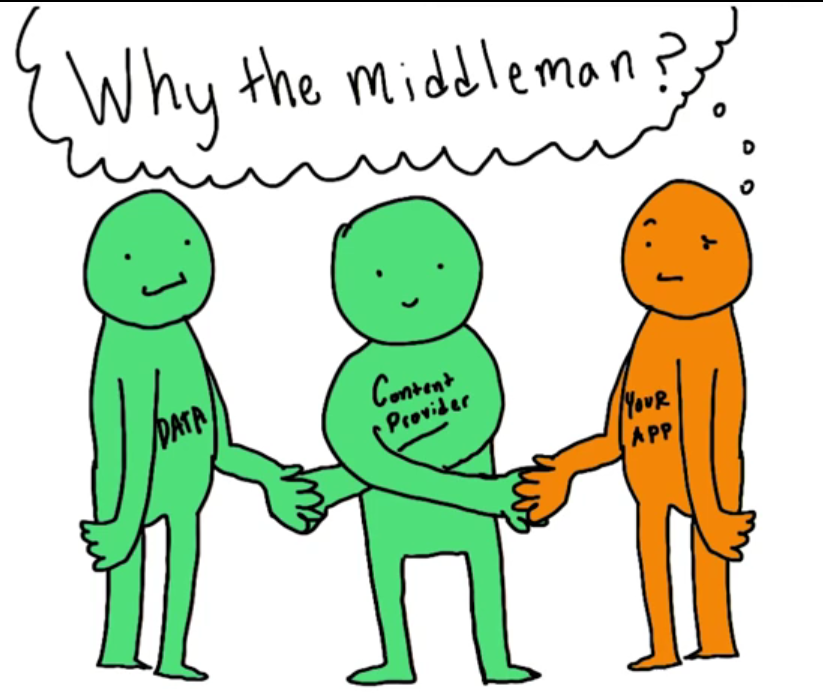 Why the middleman?
DATA
Content
Provider
YOUR
APP